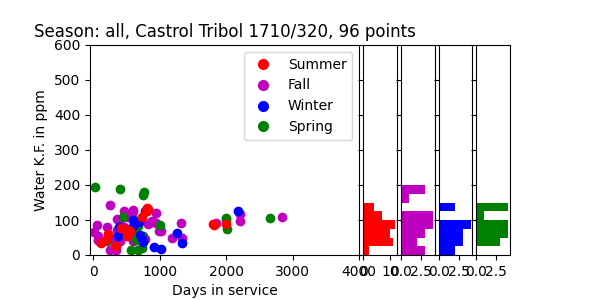 Season: all, Castrol Tribol 1710/320, 96 points
Water K.F. in ppm
600
500
400
300
200
100
0
Summer
Fall
Winter
Spring
0 1000 2000 3000 4000 0 10 0.0 2.5 0.0 2.5 0.0 2.5
Days in service